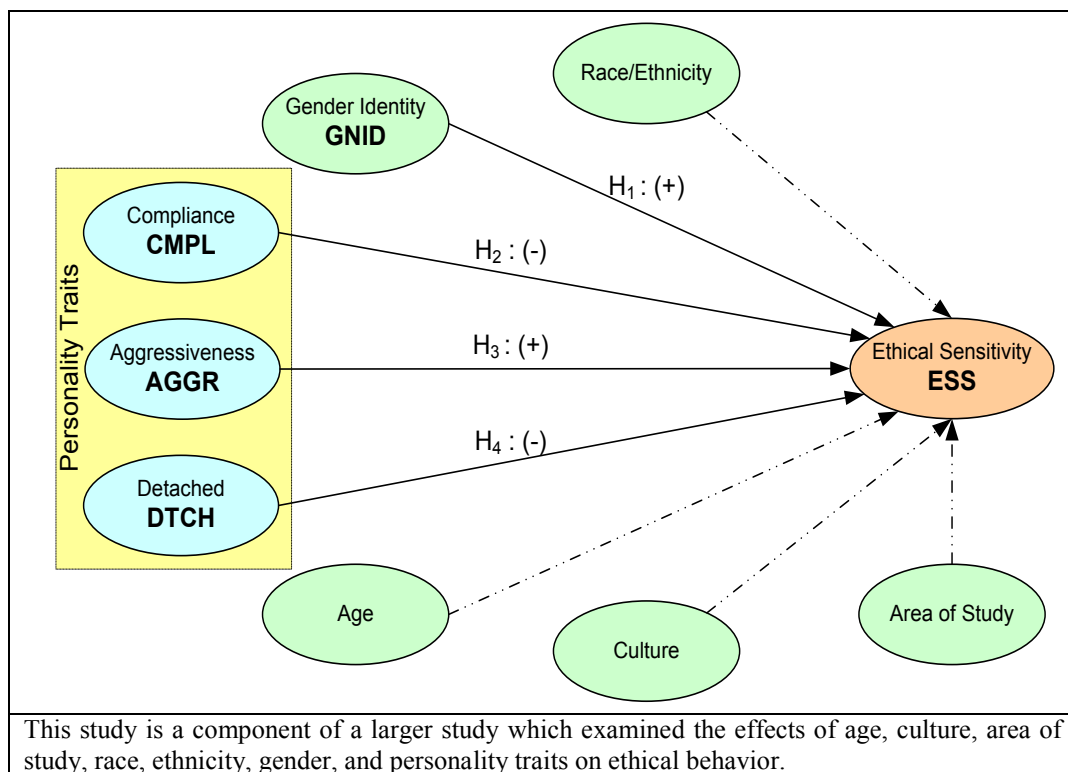 Race/Ethnicity
Gender Identity
GNID
H₁ : (+)
Personality Traits
Compliance
CMPL
H₂ : (-)
Aggressiveness
AGGR
H₃ : (+)
Ethical Sensitivity
ESS
Detached
DTCH
H₄ : (-)
Age
Culture
Area of Study
This study is a component of a larger study which examined the effects of age, culture, area of
study, race, ethnicity, gender, and personality traits on ethical behavior.